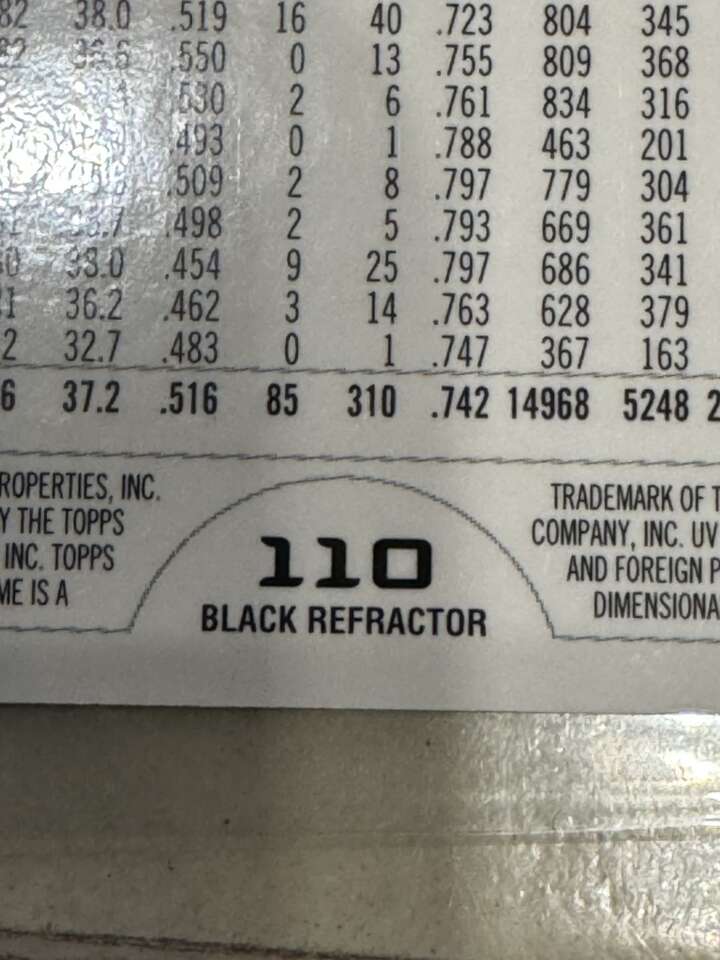 82 38.0 .519 16 40 .723 804 345
.550 0 13 .755 809 368
.530 2 6 .761 834 316
.493 0 1 .788 463 201
.509 2 8 .797 779 304
.498 2 5 .793 669 361
33.0 .454 9 25 .797 686 341
1 36.2 .462 3 14 .763 628 379
2 32.7 .483 0 1 .747 367 163
6 37.2 .516 85 310 .742 14968 5248 2
ROPERTIES, INC.
Y THE TOPPS
INC. TOPPS
ME IS A
110
BLACK REFRACTOR
TRADEMARK OF T
COMPANY, INC. UV
AND FOREIGN P
DIMENSIONA